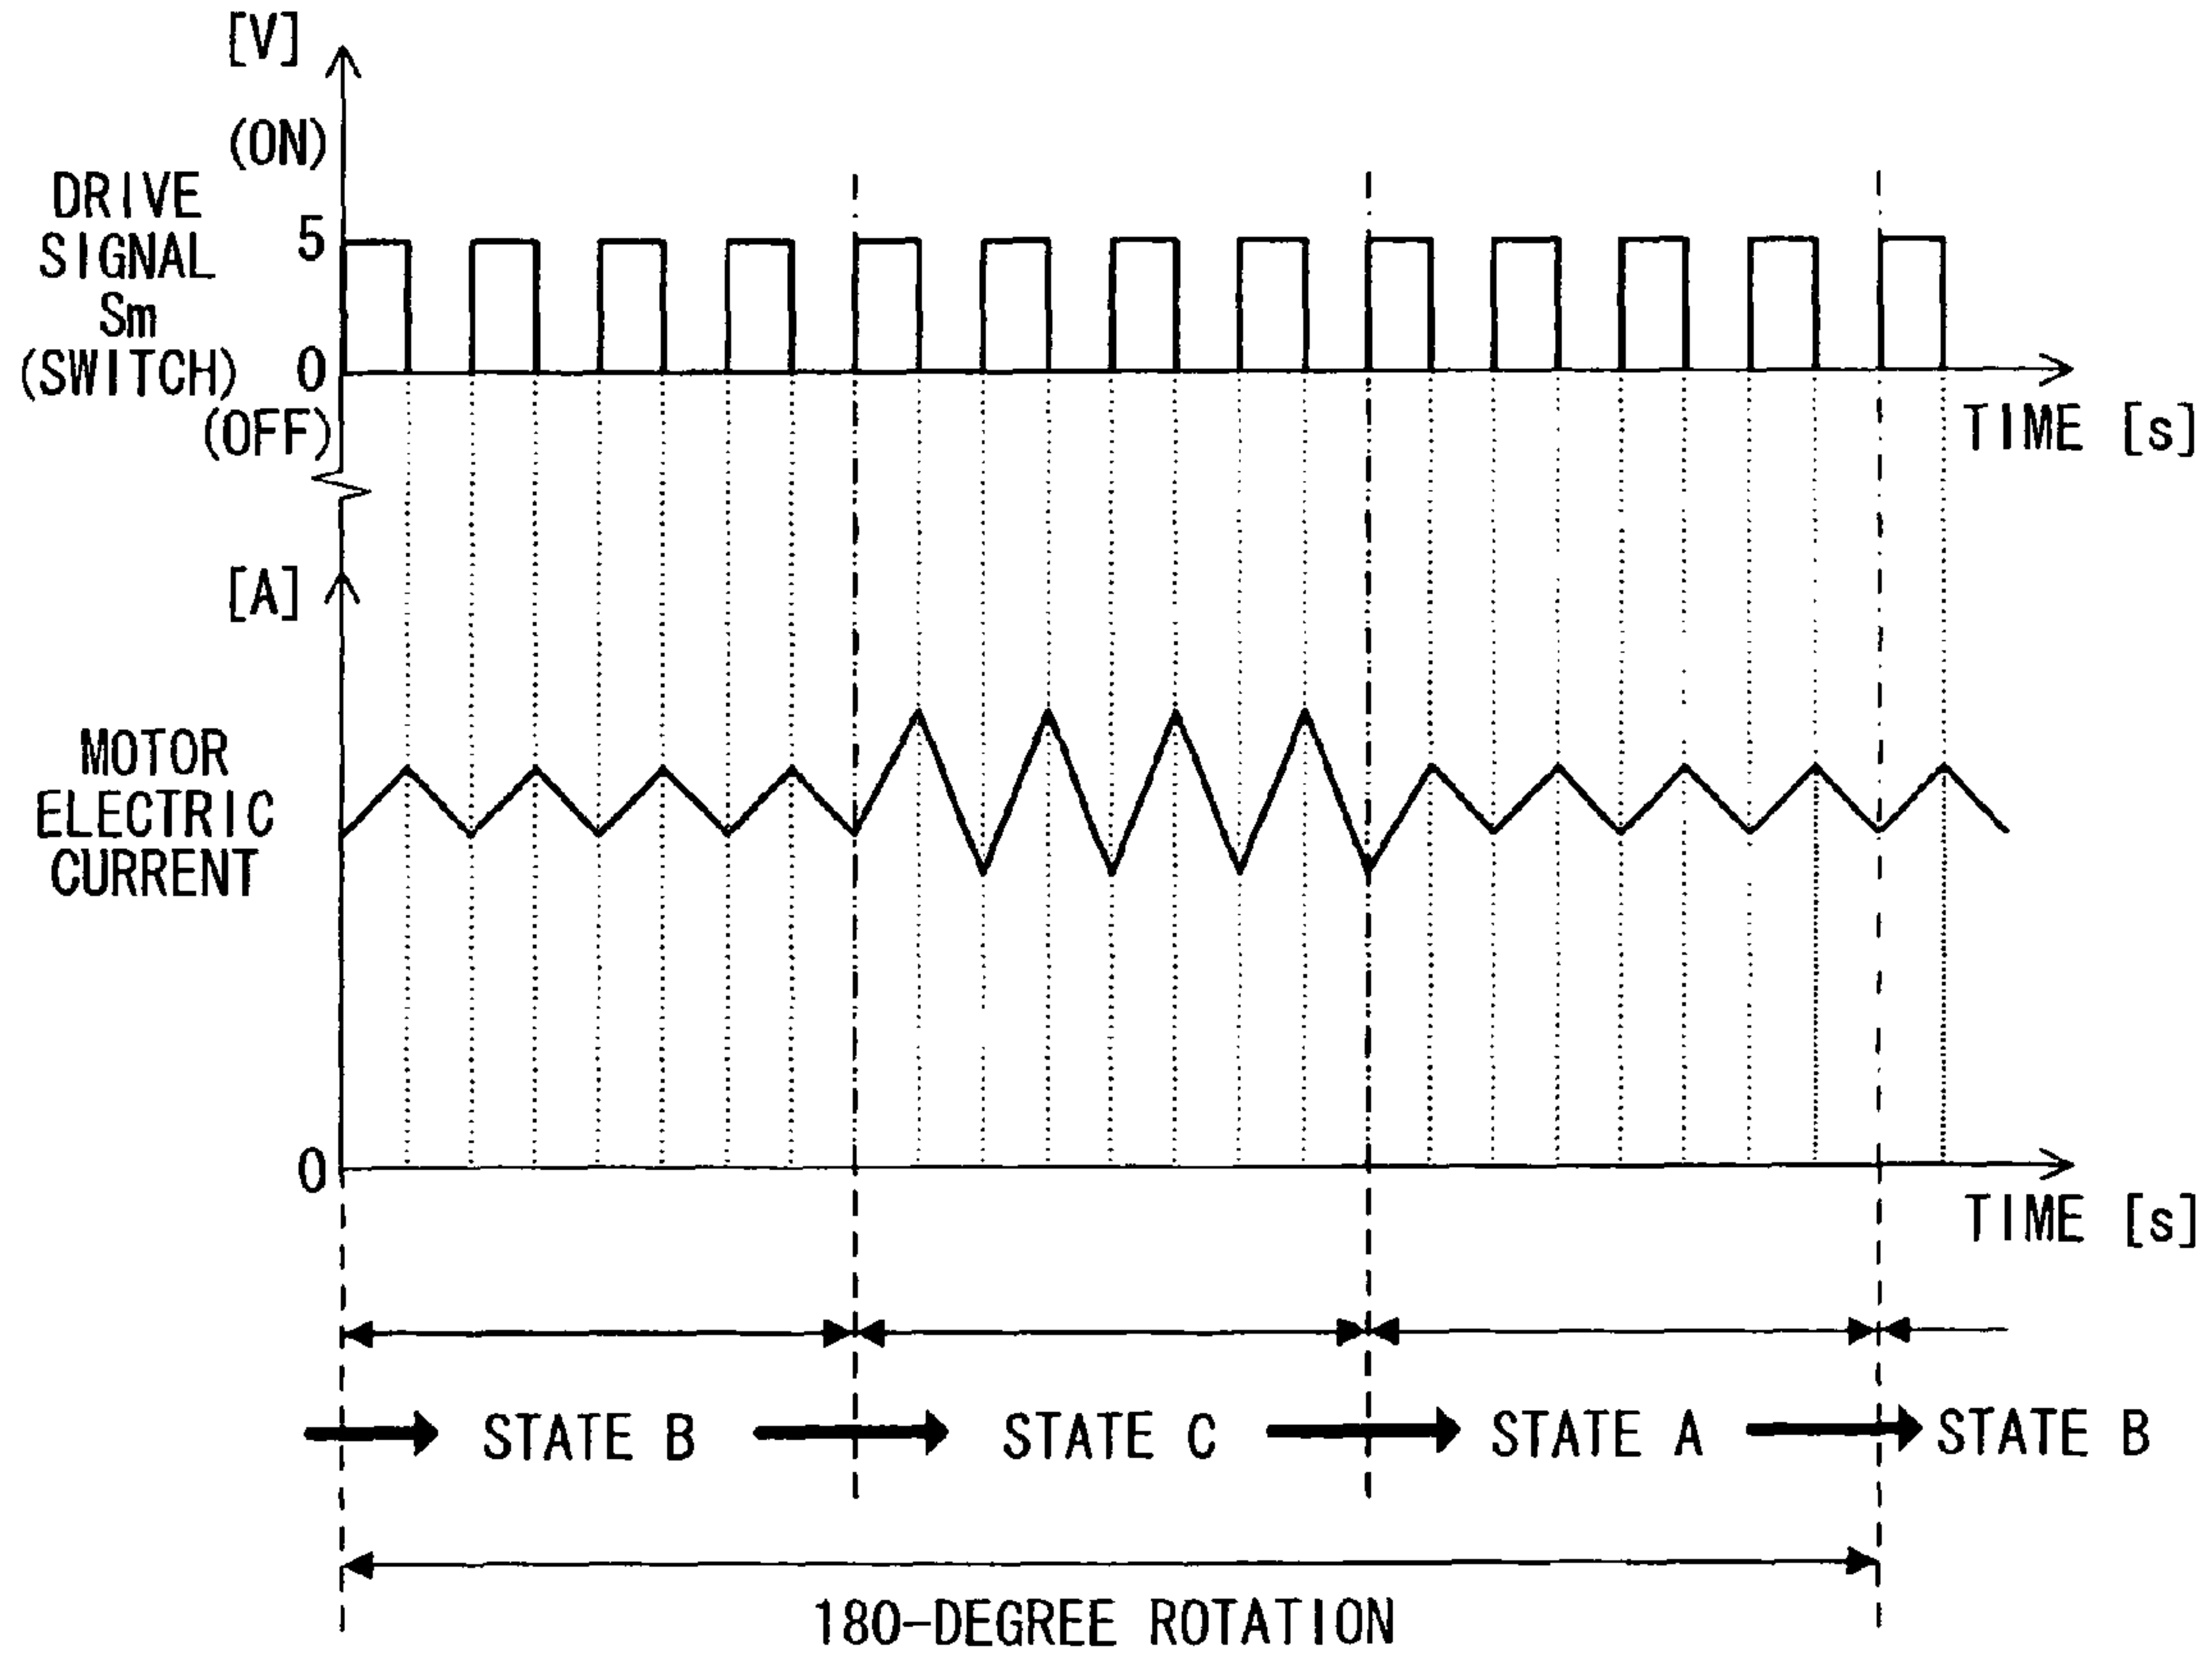 [V]
(ON)
DRIVE
SIGNAL
Sm
(SWITCH)
5
0
(OFF)
TIME [s]
[A]
MOTOR
ELECTRIC
CURRENT
0
TIME [s]
STATE B
STATE C
STATE A
STATE B
180-DEGREE ROTATION